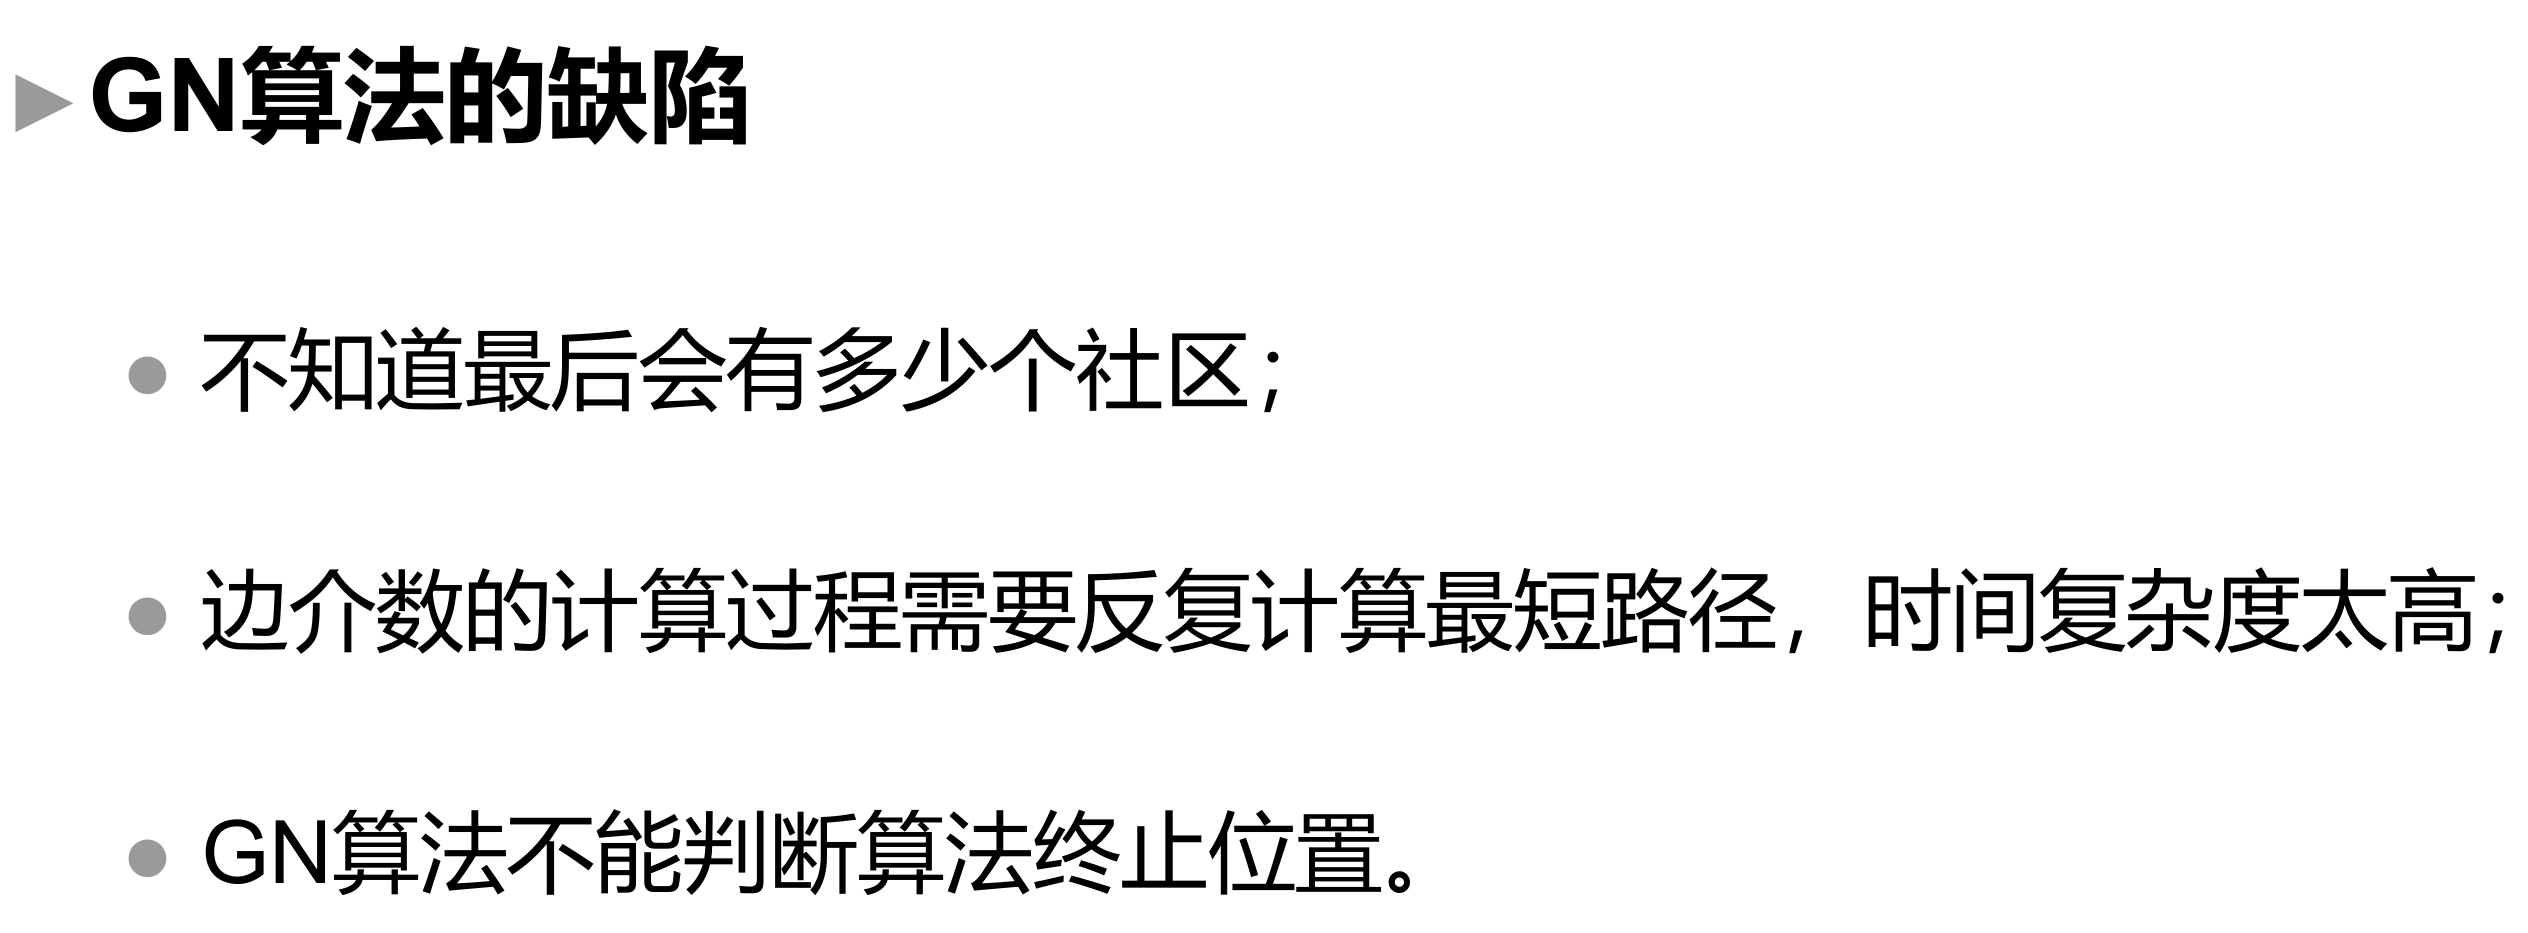 GN算法的缺陷
不知道最后会有多少个社区；
边介数的计算过程需要反复计算最短路径，时间复杂度太高；
GN算法不能判断算法终止位置。